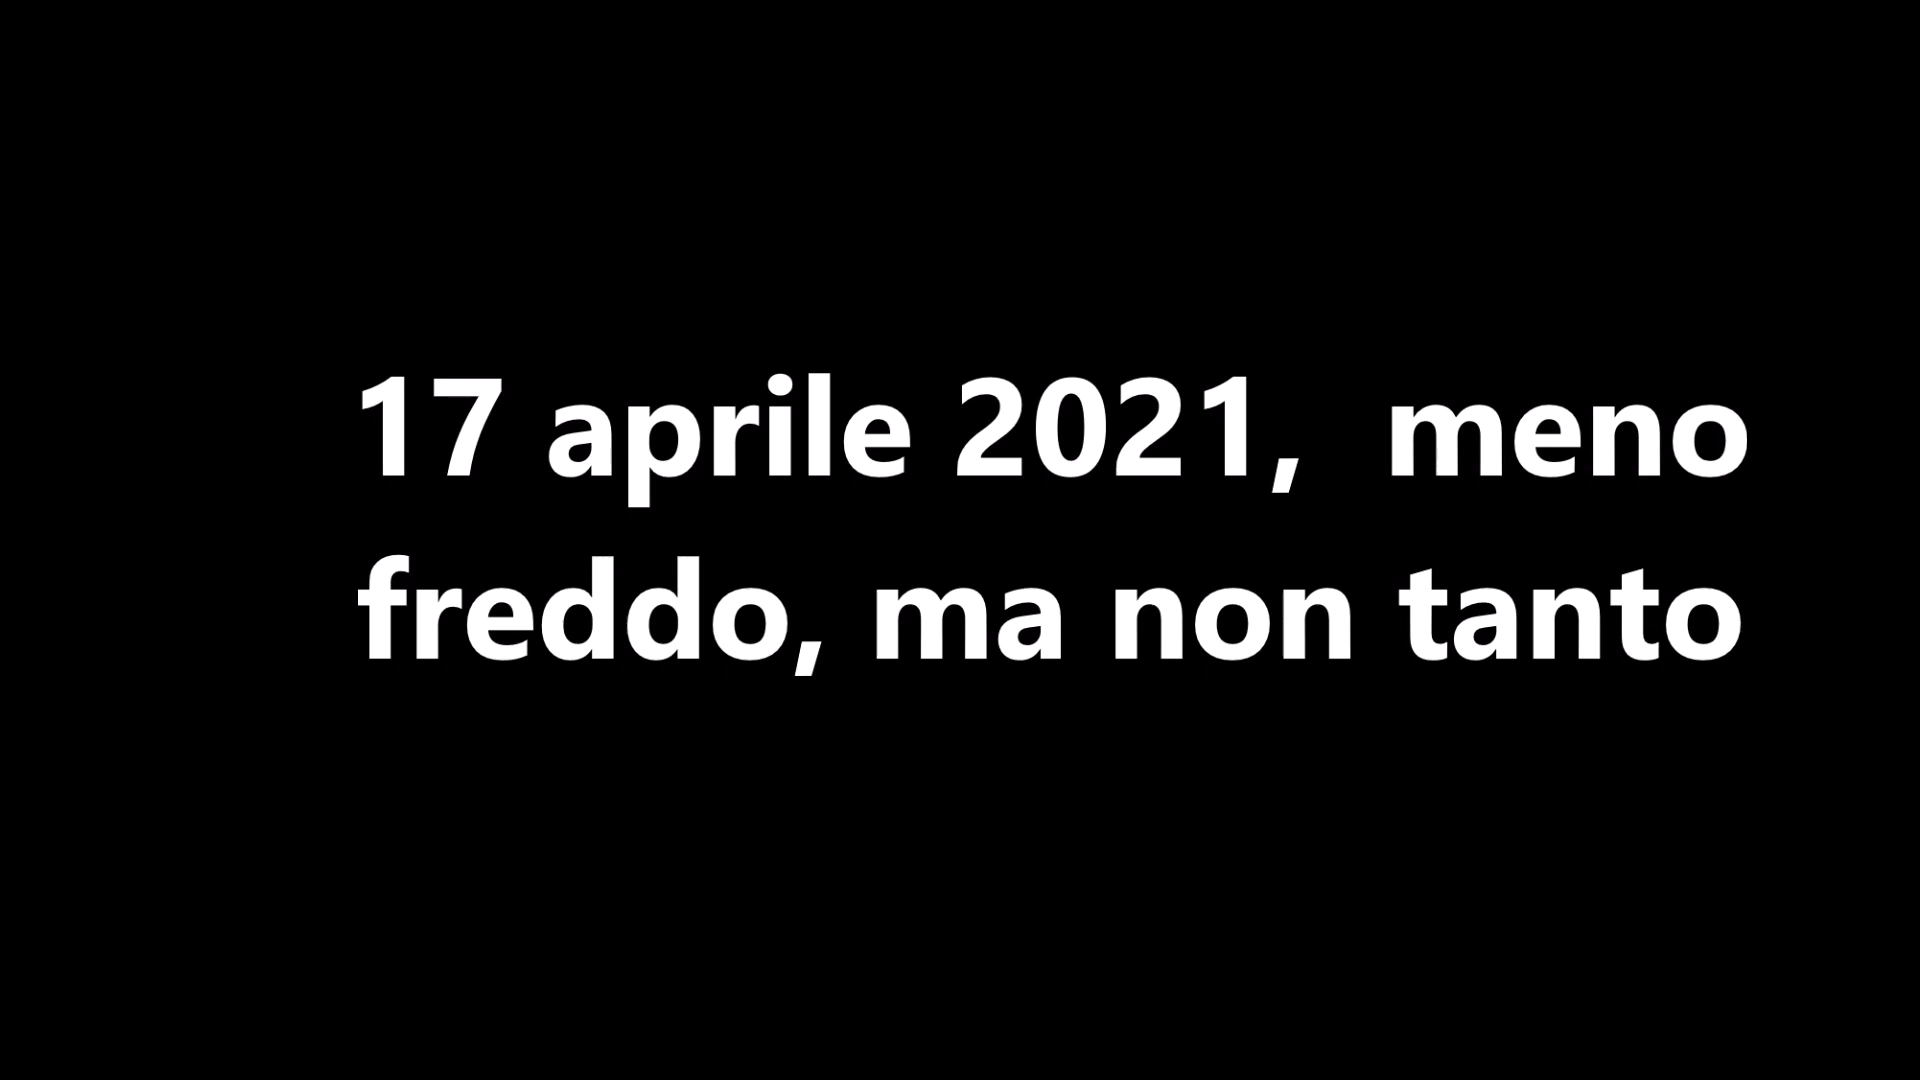 17 aprile 2021,  meno
freddo, ma non tanto